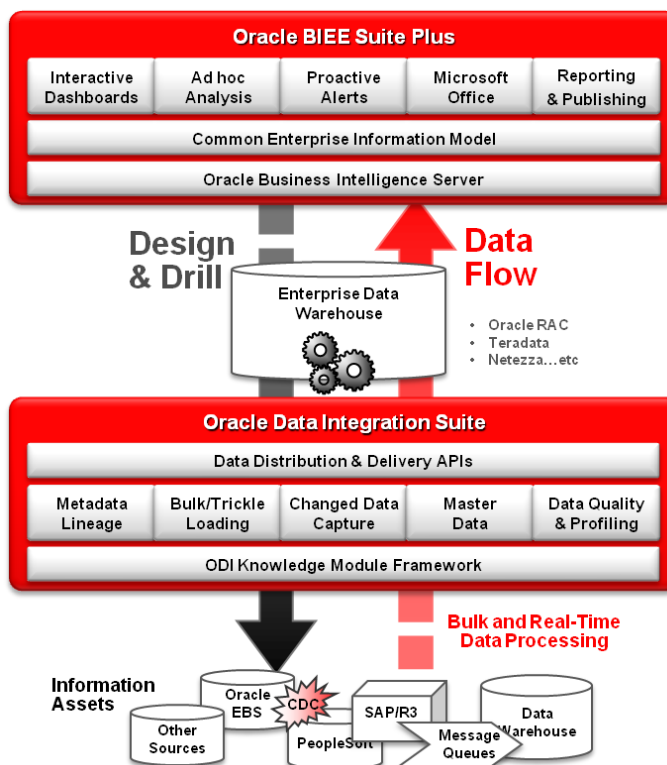 Oracle BIEE Suite Plus
Interactive
Dashboards
Ad hoc
Analysis
Proactive
Alerts
Microsoft
Office
Reporting
& Publishing
Common Enterprise Information Model
Oracle Business Intelligence Server
Design
& Drill
Data
Flow
Enterprise Data
Warehouse
• Oracle RAC
• Teradata
• Netezza...etc
Oracle Data Integration Suite
Data Distribution & Delivery APIs
Metadata
Lineage
Bulk/Trickle
Loading
Changed Data
Capture
Master
Data
Data Quality
& Profiling
ODI Knowledge Module Framework
Bulk and Real-Time
Data Processing
Information
Assets
Oracle
EBS
CDC
SAP/R3
Data
Warehouse
Other
Sources
PeopleSoft
Message
Queues